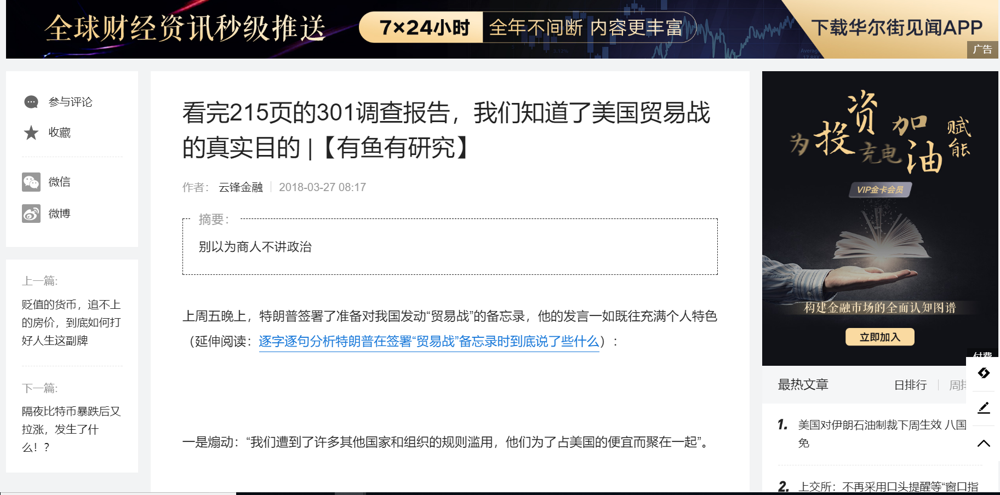 全球财经资讯秒级推送
7×24小时 全年不间断 内容更丰富
下载华尔街见闻APP
广告
参与评论
收藏
微信
微博
上一篇:
贬值的货币，追不上
的房价，到底如何打
好人生这副牌
下一篇:
隔夜比特币暴跌后又
拉涨，发生了什
么！?
看完215页的301调查报告，我们知道了美国贸易战
的真实目的 |【有鱼有研究】
作者： 云锋金融 2018-03-27 08:17
摘要：
别以为商人不讲政治
上周五晚上，特朗普签署了准备对我国发动“贸易战”的备忘录，他的发言一如既往充满个人特色
（延伸阅读：逐字逐句分析特朗普在签署“贸易战”备忘录时到底说了些什么）：
一是煽动：“我们遭到了许多其他国家和组织的规则滥用，他们为了占美国的便宜而聚在一起”。
为投资充电加油赋能
VIP金卡会员
构建金融市场的全面认知图谱
立即加入
付费
最热文章 日排行 周排
1. 美国对伊朗石油制裁下周生效 八国
免
2. 上交所：不再采用口头提醒等“窗口指